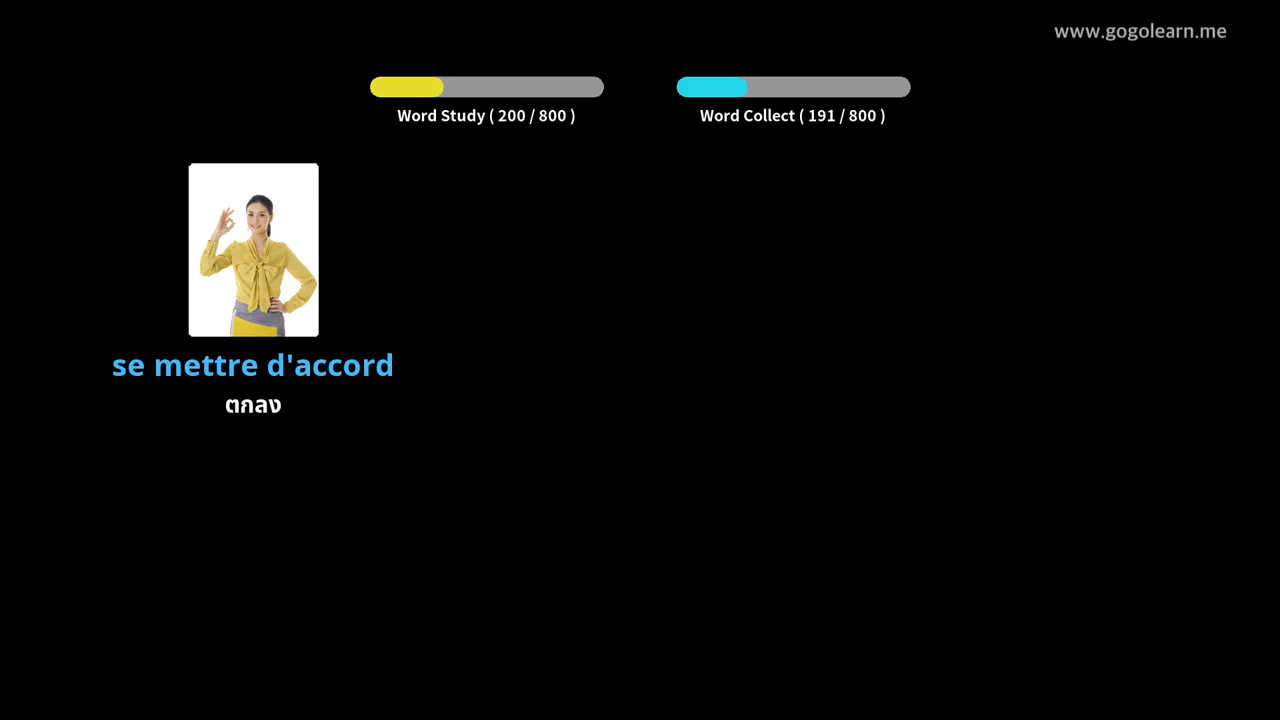 www.gogolearn.me
Word Study ( 200 / 800 )
Word Collect ( 191 / 800 )
se mettre d'accord
ตกลง